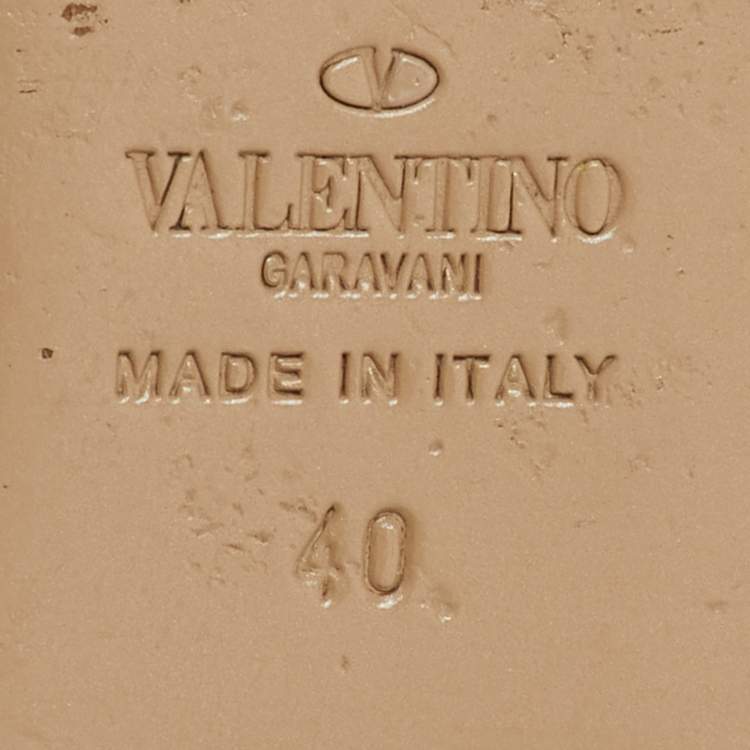 V
VALENTINO
GARAVANI
MADE IN ITALY
40